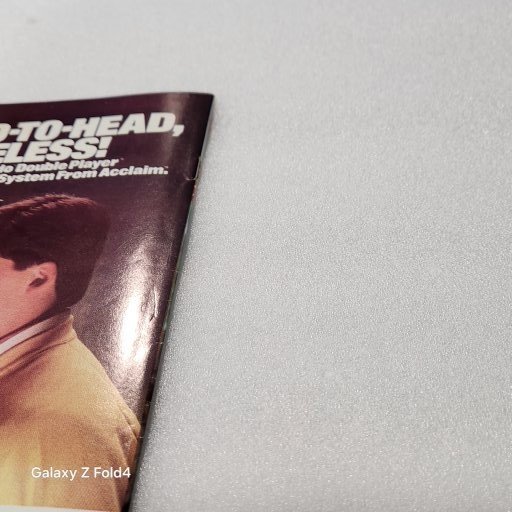 -TO-HEAD,
ELESS!
Double Player
System From Acclaim.
Galaxy Z Fold4